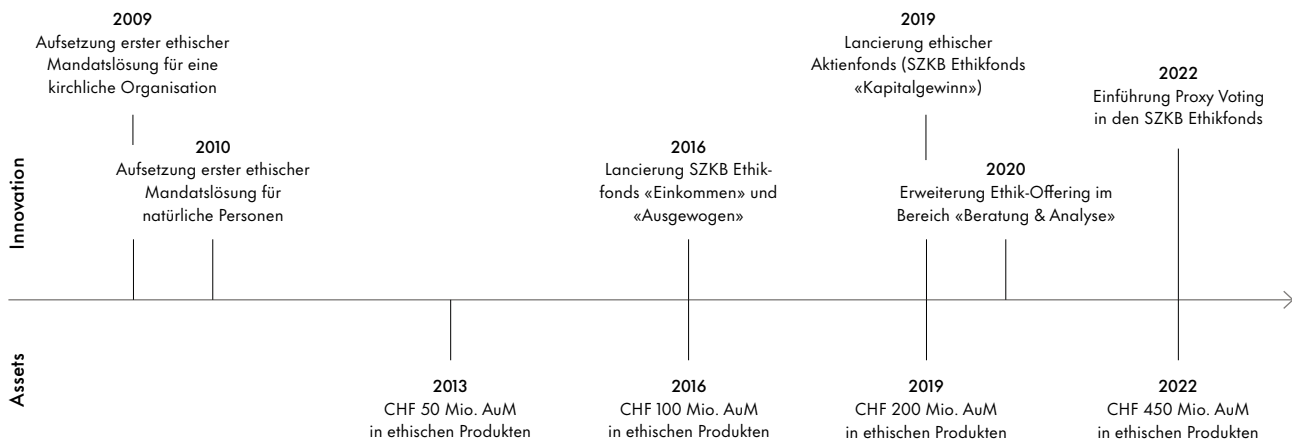 2009
Aufsetzung erster ethischer
Mandatslösung für eine
kirchliche Organisation
2010
Aufsetzung erster ethischer
Mandatslösung für
natürliche Personen
2016
Lancierung SZKB Ethik-
fonds «Einkommen» und
«Ausgewogen»
2019
Lancierung ethischer
Aktienfonds (SZKB Ethikfonds
«Kapitalgewinn»)
2020
Erweiterung Ethik-Offering im
Bereich «Beratung & Analyse»
2022
Einführung Proxy Voting
in den SZKB Ethikfonds
Innovation
Assets
2013
CHF 50 Mio. AuM
in ethischen Produkten
2016
CHF 100 Mio. AuM
in ethischen Produkten
2019
CHF 200 Mio. AuM
in ethischen Produkten
2022
CHF 450 Mio. AuM
in ethischen Produkten